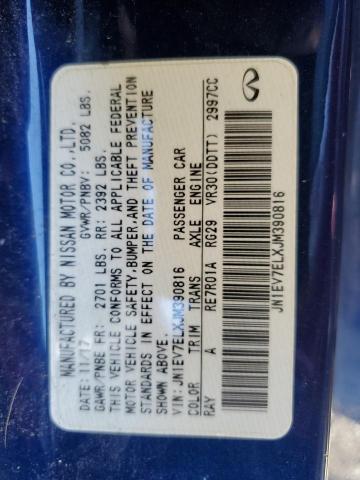 MANUFACTURED BY NISSAN MOTOR CO.,LTD.
DATE: 11/17 GVWR/PNBV: 5082 LBS.
GAWR/PNBE FR: 2701 LBS. RR: 2392 LBS.
THIS VEHICLE CONFORMS TO ALL APPLICABLE FEDERAL
MOTOR VEHICLE SAFETY,BUMPER,AND THEFT PREVENTION
STANDARDS IN EFFECT ON THE DATE OF MANUFACTURE
SHOWN ABOVE.
VIN: JN1EV7ELXJM390816 PASSENGER CAR
COLOR TRIM TRANS AXLE ENGINE
RAY A RE7R01A RG29 VR30(DDTT) 2997CC
JN1EV7ELXJM390816